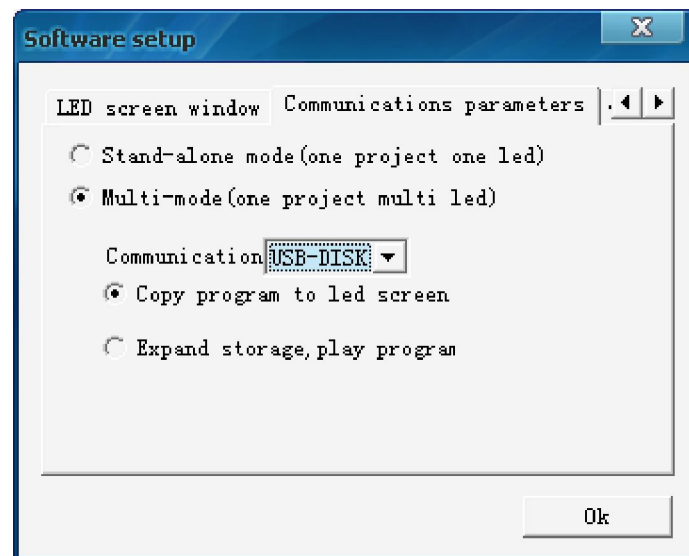 Software setup
LED screen window Communications parameters
Stand-alone mode(one project one led)
Multi-mode(one project multi led)
Communication USB-DISK
Copy program to led screen
Expand storage,play program
Ok